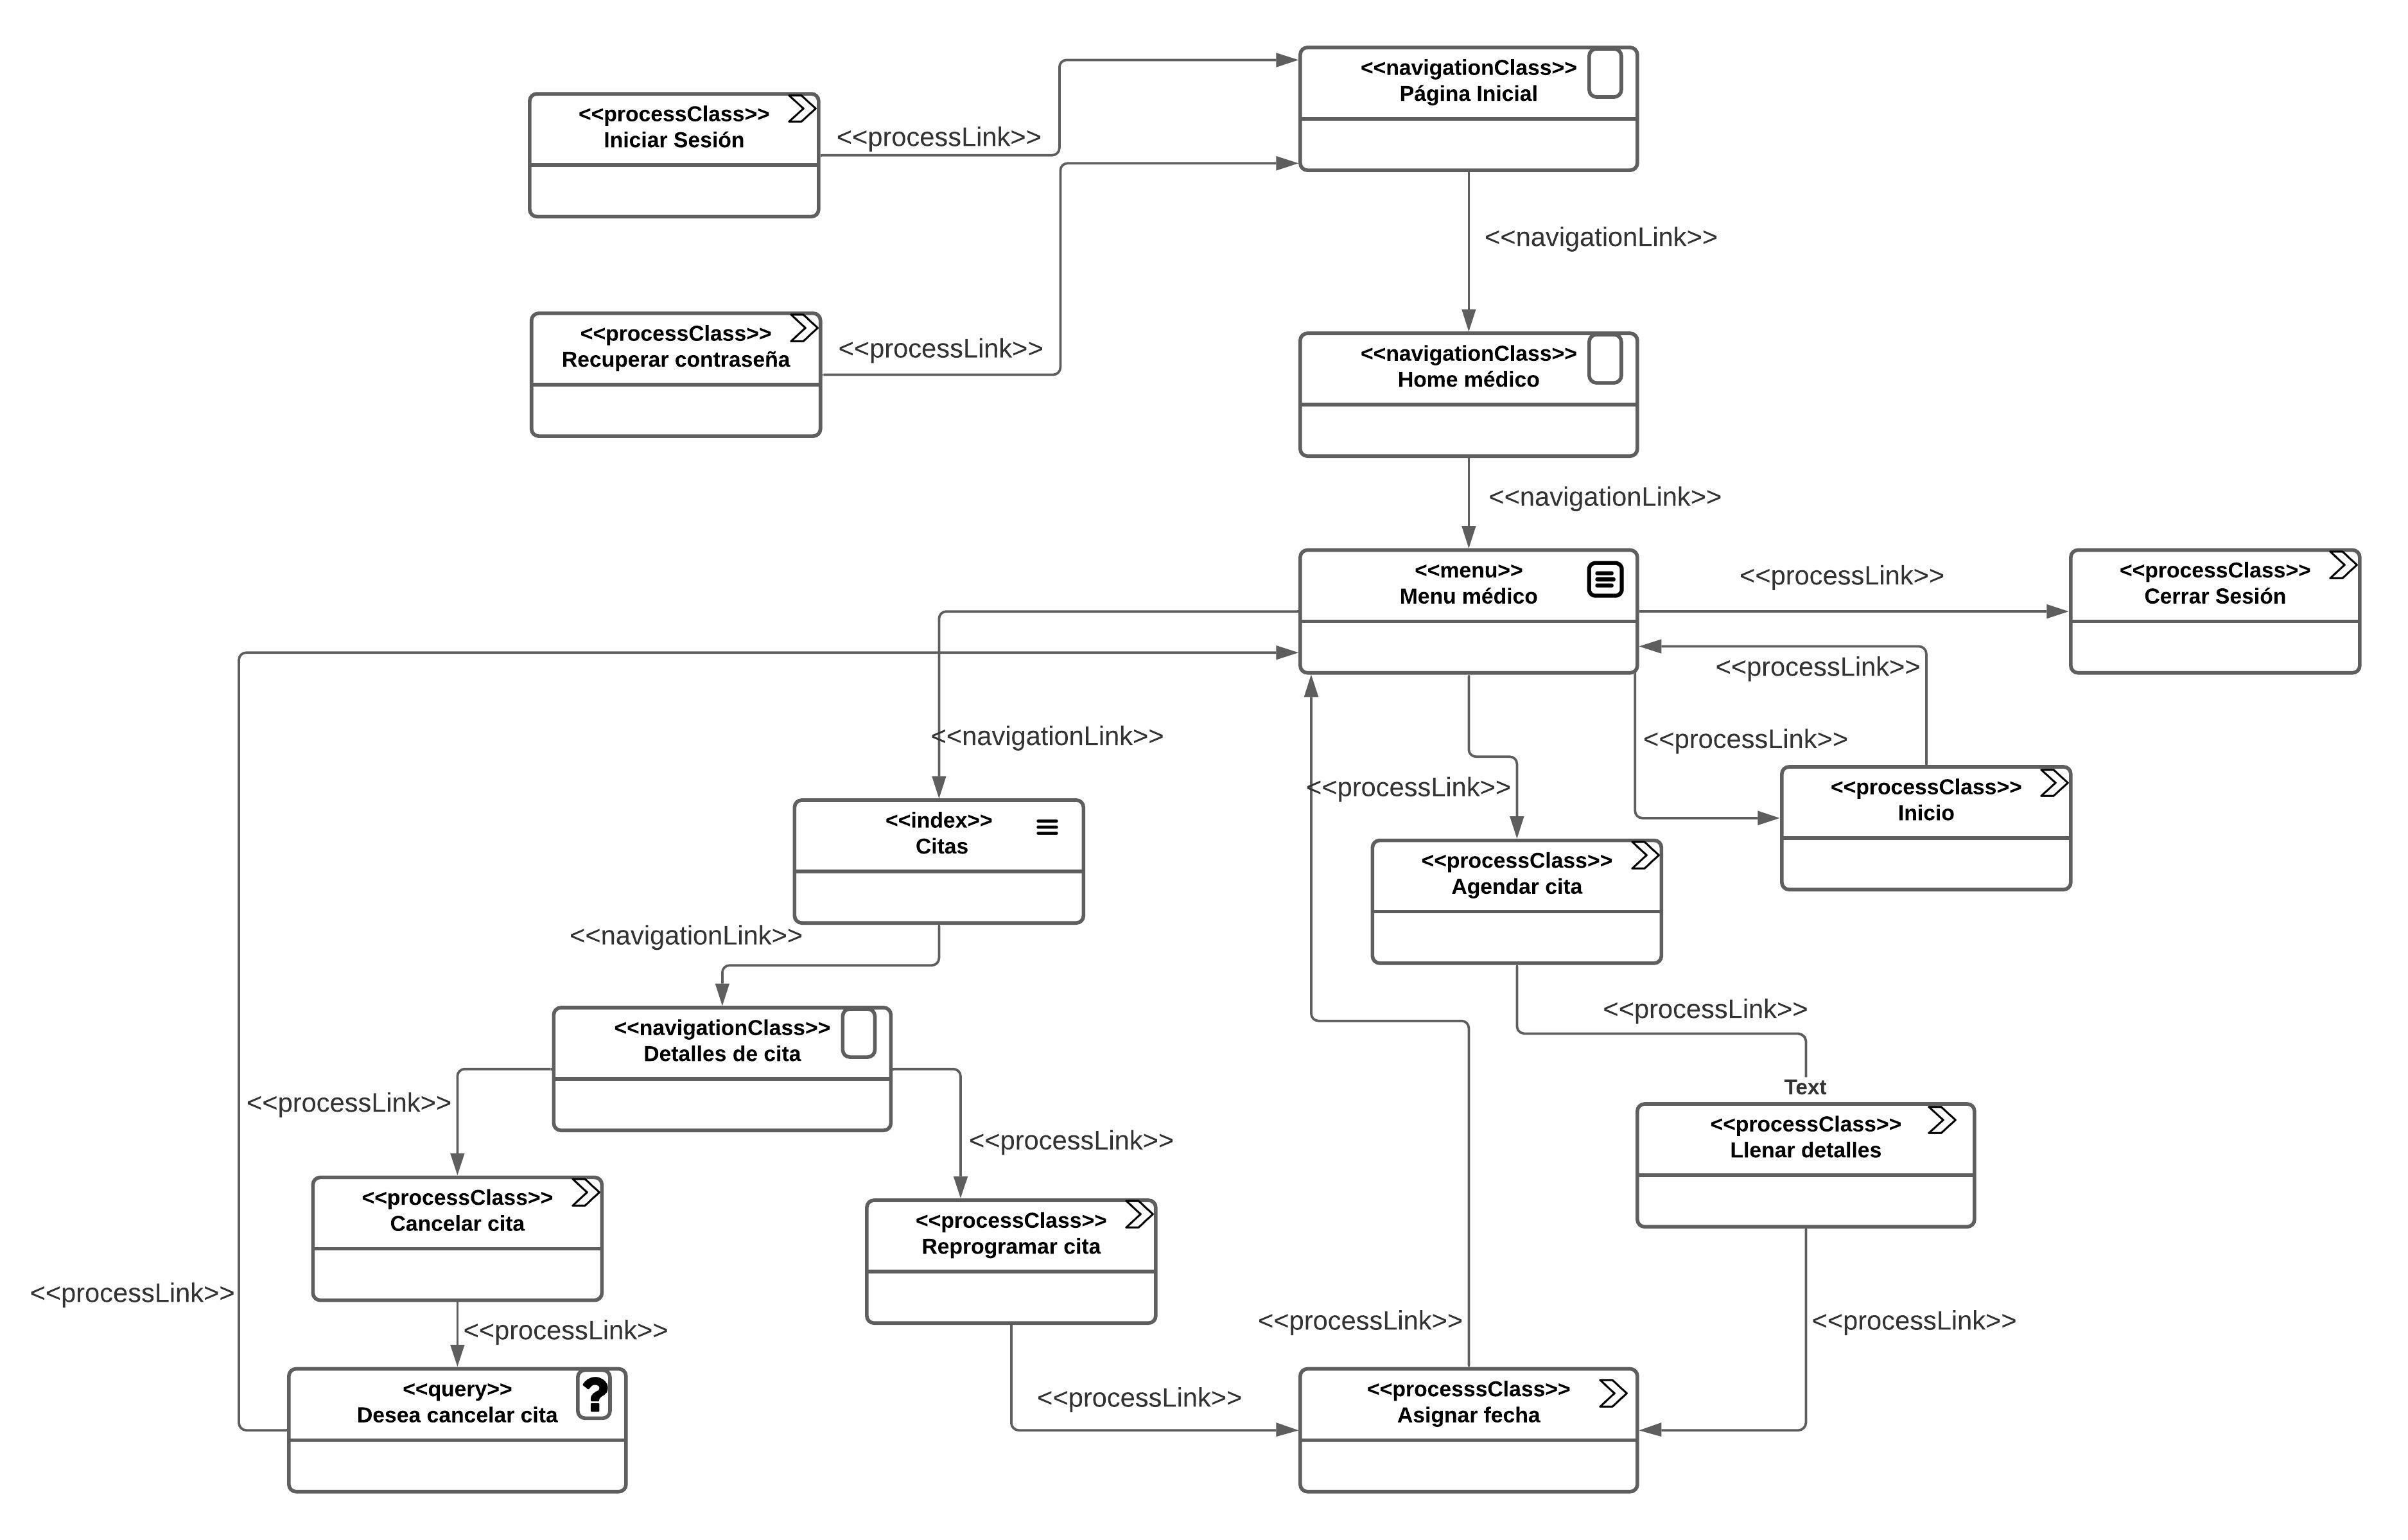 <<navigationClass>>
Página Inicial
<<processClass>>
Iniciar Sesión
<<processLink>>
<<navigationLink>>
<<processClass>>
Recuperar contraseña
<<processLink>>
<<navigationClass>>
Home médico
<<navigationLink>>
<<menu>>
Menu médico
<<processLink>>
<<processClass>>
Cerrar Sesión
<<processLink>>
<<navigationLink>>
<<processLink>>
<<processLink>>
<<processClass>>
Inicio
<<index>>
Citas
<<processClass>>
Agendar cita
<<navigationLink>>
<<processLink>>
<<navigationClass>>
Detalles de cita
Text
<<processLink>>
<<processLink>>
<<processClass>>
Llenar detalles
<<processClass>>
Cancelar cita
<<processClass>>
Reprogramar cita
<<processLink>>
<<processLink>>
<<processLink>>
<<processLink>>
<<processLink>>
<<query>>
Desea cancelar cita
?
<<processsClass>>
Asignar fecha